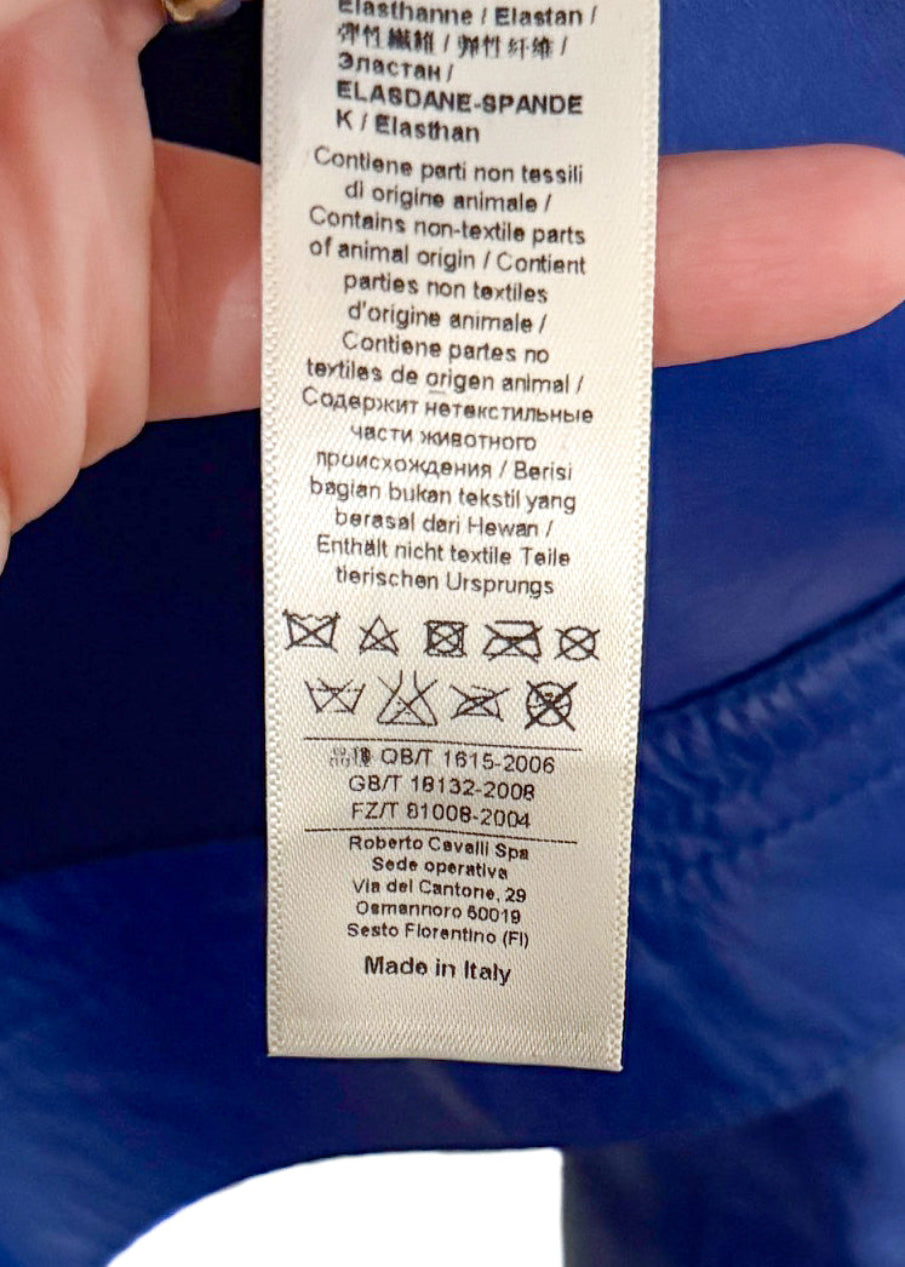 Elasthanne / Elastan /
彈性纖維 / 弹性纤维 /
Эластан /
ELASDANE-SPANDE
K / Elasthan
Contiene parti non tessili
di origine animale /
Contains non-textile parts
of animal origin / Contient
parties non textiles
d'origine animale /
Contiene partes no
textiles de origen animal /
Содержит нетекстильные
части животного
происхождения / Berisi
bagian bukan tekstil yang
berasal dari Hewan /
Enthält nicht textile Teile
tierischen Ursprungs
QB/T 1615-2006
GB/T 18132-2008
FZ/T 81008-2004
Roberto Cavalli Spa
Sede operativa
Via del Cantone, 29
Osmannoro 50019
Sesto Fiorentino (FI)
Made in Italy